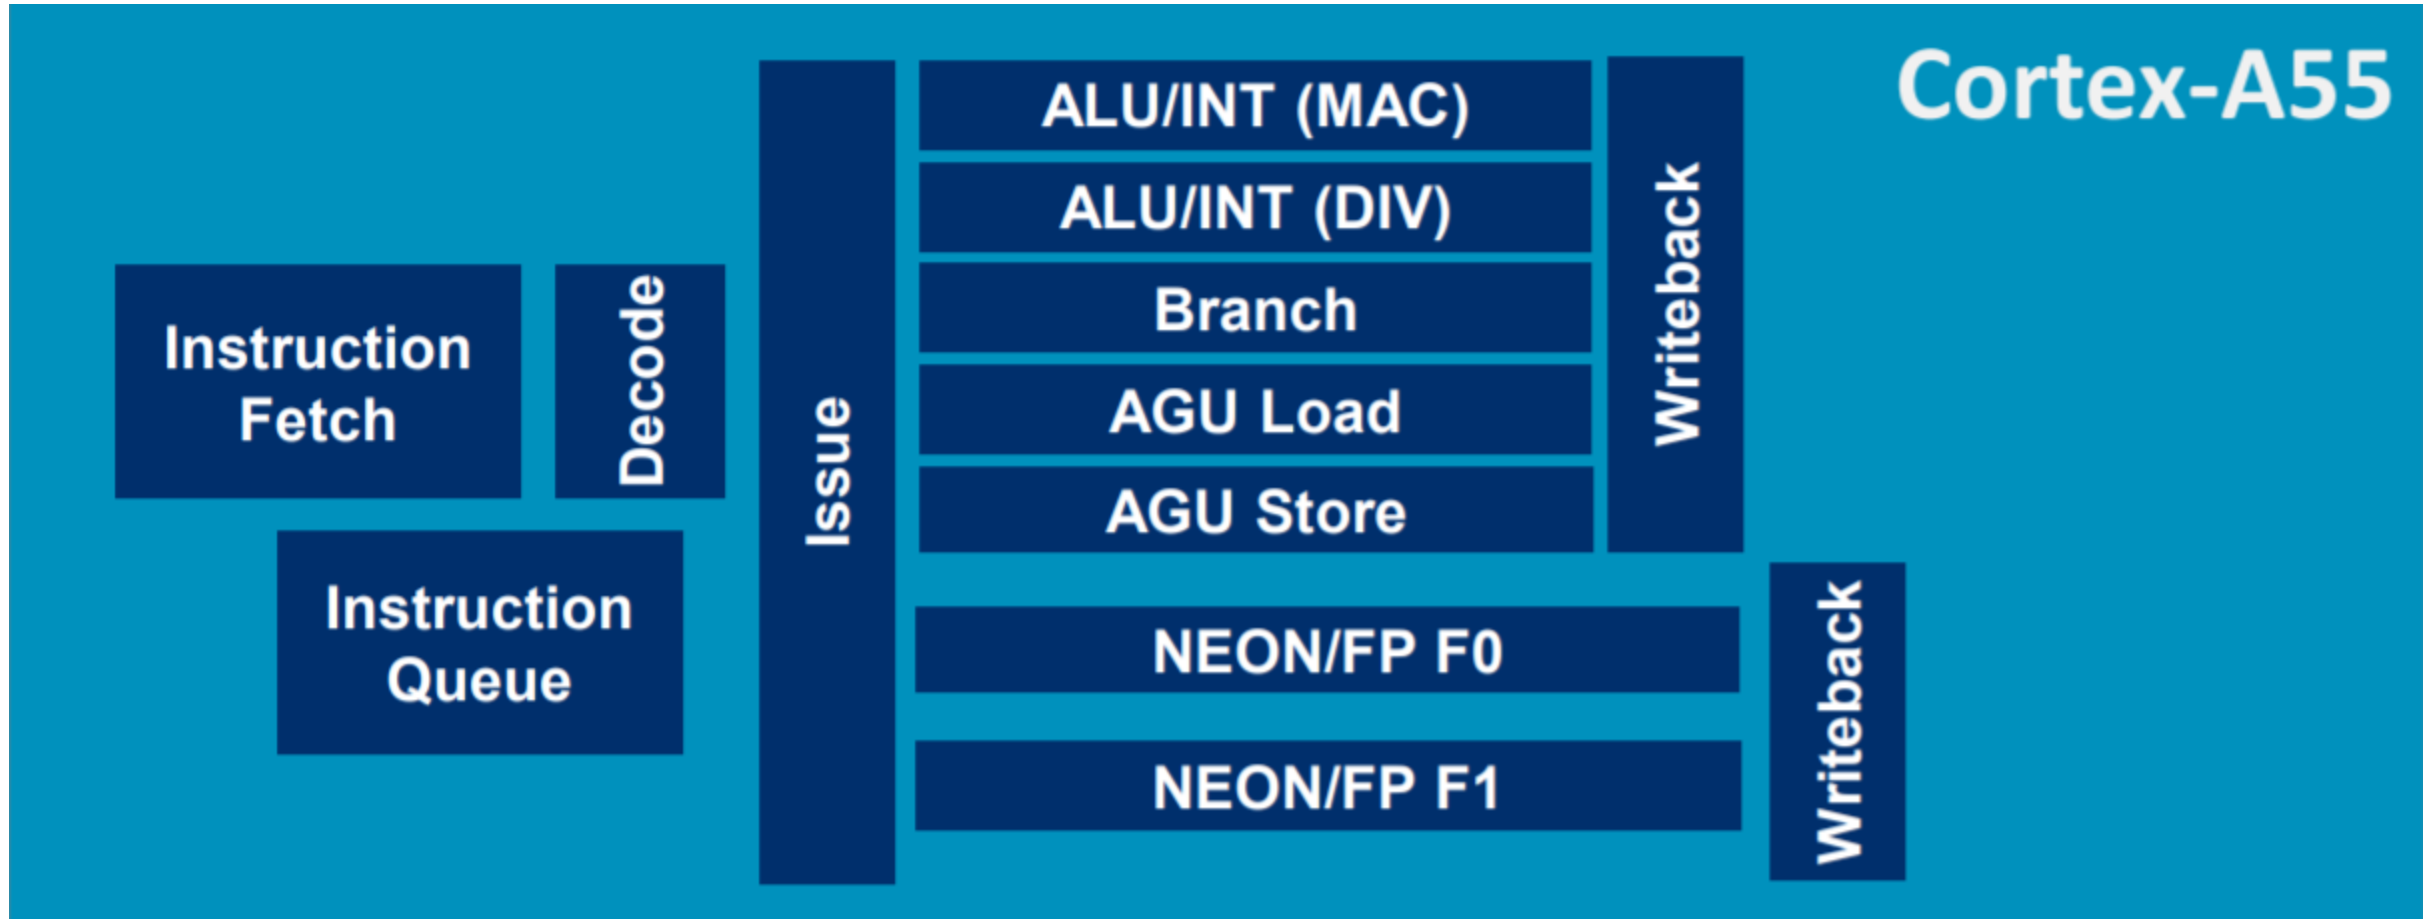 Cortex-A55
Instruction
Fetch
Decode
Instruction
Queue
Issue
ALU/INT (MAC)
ALU/INT (DIV)
Branch
AGU Load
AGU Store
Writeback
NEON/FP F0
NEON/FP F1
Writeback